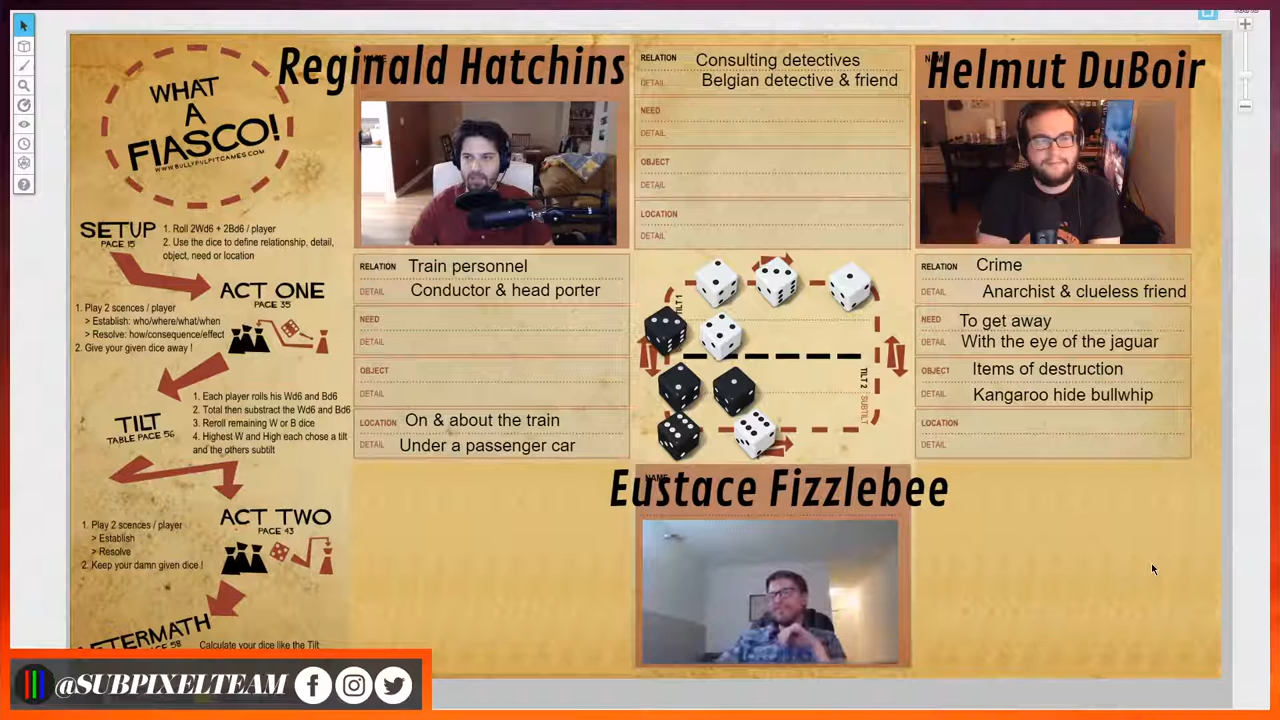 WHAT
A
FIASCO!
WWW.BULLYPULPITGAMES.COM
SETUP
PAGE 15
1. Roll 2Wd6 + 2Bd6 / player
2. Use the dice to define relationship, detail,
object, need or location
ACT ONE
PAGE 35
1. Play 2 scences / player
> Establish: who/where/what/when
> Resolve: how/consequence/effect
2. Give your given dice away !
TILT
TABLE PAGE 56
1. Each player rolls his Wd6 and Bd6
2. Total then substract the Wd6 and Bd6
3. Reroll remaining W or B dice
4. Highest W and High each chose a tilt
and the others subtilt
ACT TWO
PAGE 43
1. Play 2 scences / player
> Establish
> Resolve
2. Keep your damn given dice !
Calculate your dice like the Tilt
Reginald Hatchins
RELATION Consulting detectives
DETAIL Belgian detective & friend
NEED
DETAIL
OBJECT
DETAIL
LOCATION
DETAIL
Helmut DuBoir
RELATION Train personnel
DETAIL Conductor & head porter
NEED
DETAIL
OBJECT
DETAIL
LOCATION On & about the train
DETAIL Under a passenger car
TILT 1
TILT 2
SUBTILT
RELATION Crime
DETAIL Anarchist & clueless friend
NEED To get away
DETAIL With the eye of the jaguar
OBJECT Items of destruction
DETAIL Kangaroo hide bullwhip
LOCATION
DETAIL
Eustace Fizzlebee
@SUBPIXELTEAM